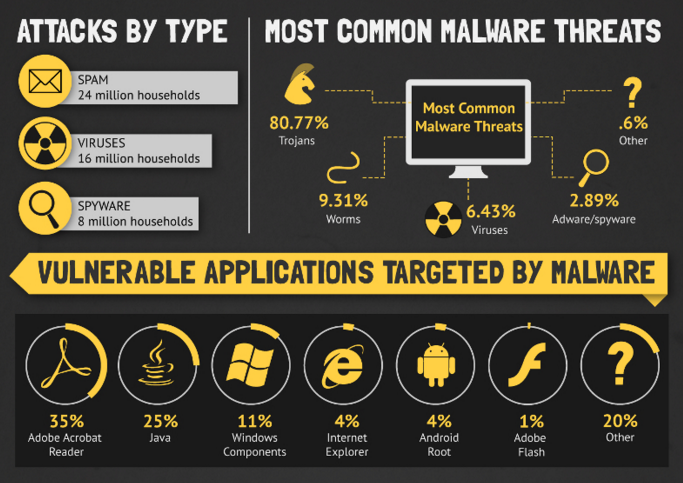 ATTACKS BY TYPE
SPAM
24 million households
VIRUSES
16 million households
SPYWARE
8 million households
MOST COMMON MALWARE THREATS
Most Common
Malware Threats
80.77%
Trojans
9.31%
Worms
6.43%
Viruses
2.89%
Adware/spyware
.6%
Other
VULNERABLE APPLICATIONS TARGETED BY MALWARE
35%
Adobe Acrobat
Reader
25%
Java
11%
Windows
Components
4%
Internet
Explorer
4%
Android
Root
1%
Adobe
Flash
20%
Other